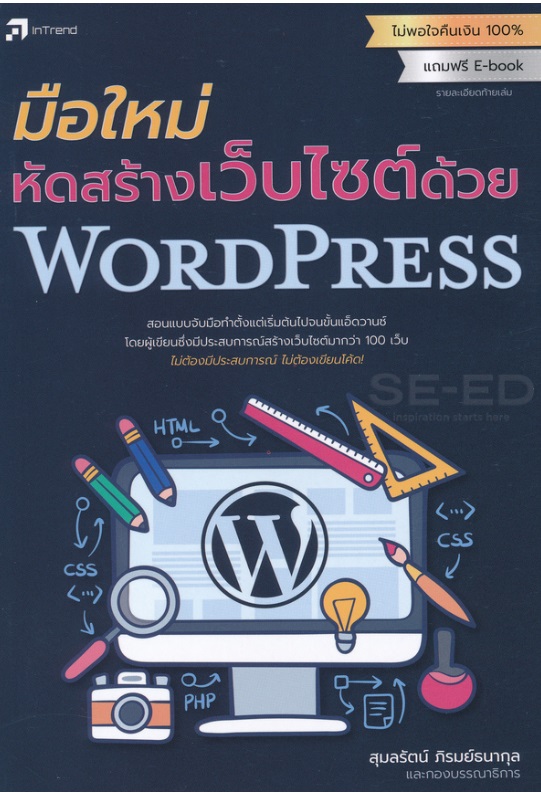 InTrend
ไม่พอใจคืนเงิน 100%
แถมฟรี E-book
รายละเอียดท้ายเล่ม
มือใหม่
หัดสร้างเว็บไซต์ด้วย
WORDPRESS
สอนแบบจับมือทำตั้งแต่เริ่มต้นไปจนขั้นแอ็ดวานซ์
โดยผู้เขียนซึ่งมีประสบการณ์สร้างเว็บไซต์มากว่า 100 เว็บ
ไม่ต้องมีประสบการณ์ ไม่ต้องเขียนโค้ด!
SE-ED
inspiration starts here
HTML
W
<...>
CSS
CSS
<...>
PHP
สุมลรัตน์ ภิรมย์ธนากุล
และกองบรรณาธิการ